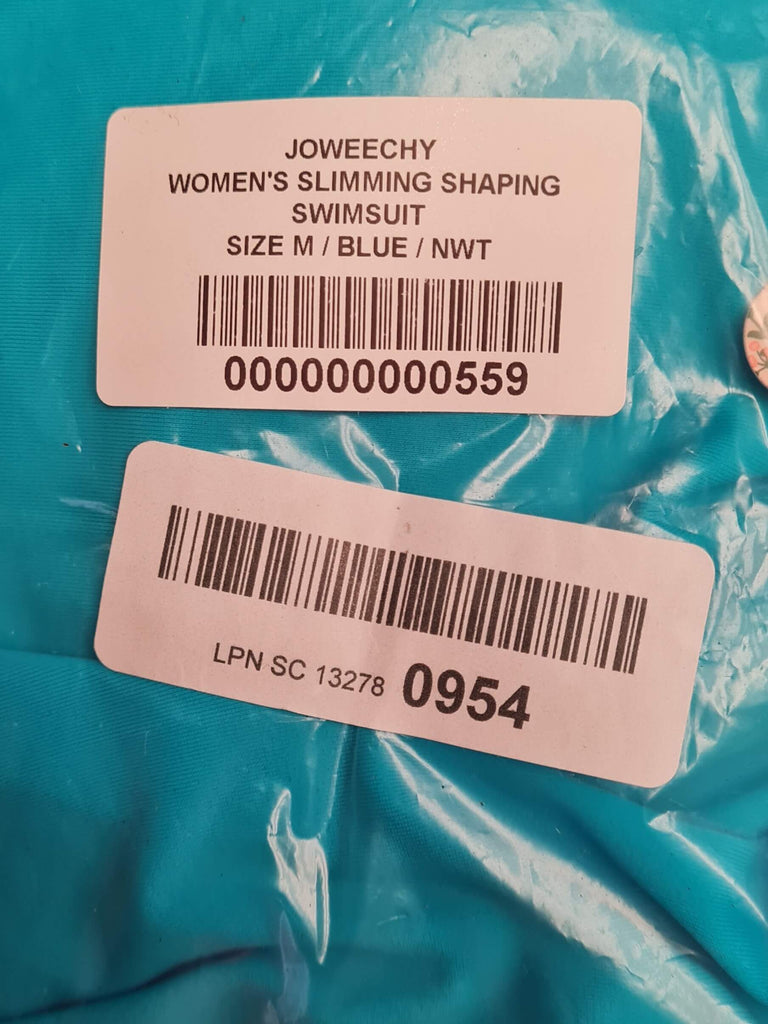 JOWEECHY
WOMEN'S SLIMMING SHAPING
SWIMSUIT
SIZE M / BLUE / NWT
000000000559
LPN SC 13278 0954